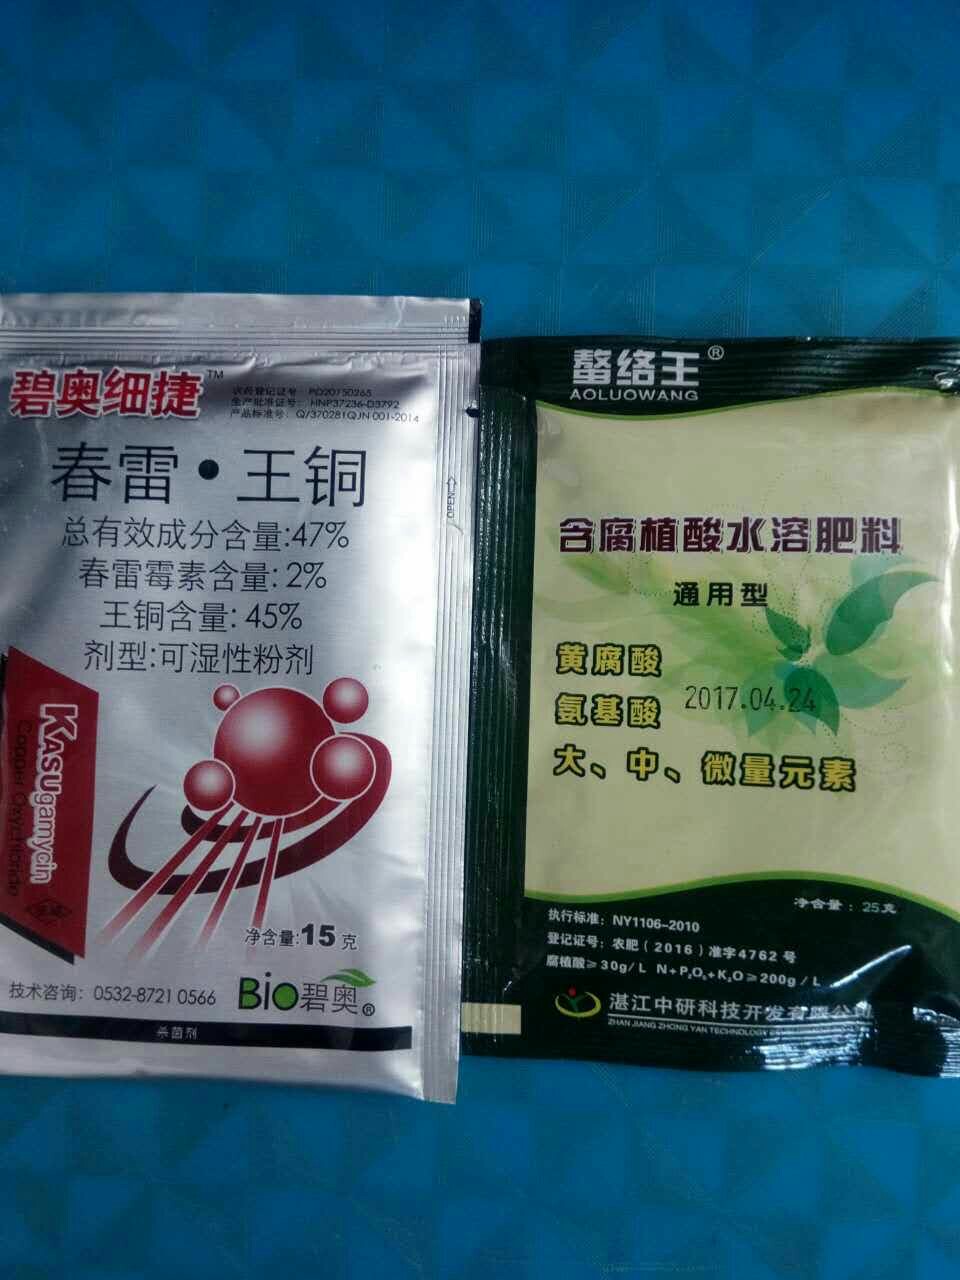 碧奥细捷™
农药登记证号：PD20150265
生产批准证号：HNP37236-D3792
产品标准号：Q/370281QJN 001-2014
春雷·王铜
总有效成分含量:47%
春雷霉素含量: 2%
王铜含量: 45%
剂型:可湿性粉剂
OPEN
KASUgamycin
Copper Oxychloride
净含量:15克
技术咨询：0532-8721 0566
Bio碧奥®
杀菌剂
螯络王®
AOLUOWANG
含腐植酸水溶肥料
通用型
黄腐酸
氨基酸
2017.04.24
大、中、微量元素
净含量：25克
执行标准：NY1106-2010
登记证号：农肥（2016）准字4762号
腐植酸≥30g/L N+P₂O₅+K₂O≥200g/L
湛江中研科技开发有限公司
ZHAN JIANG ZHONG YAN TECHNOLOGY